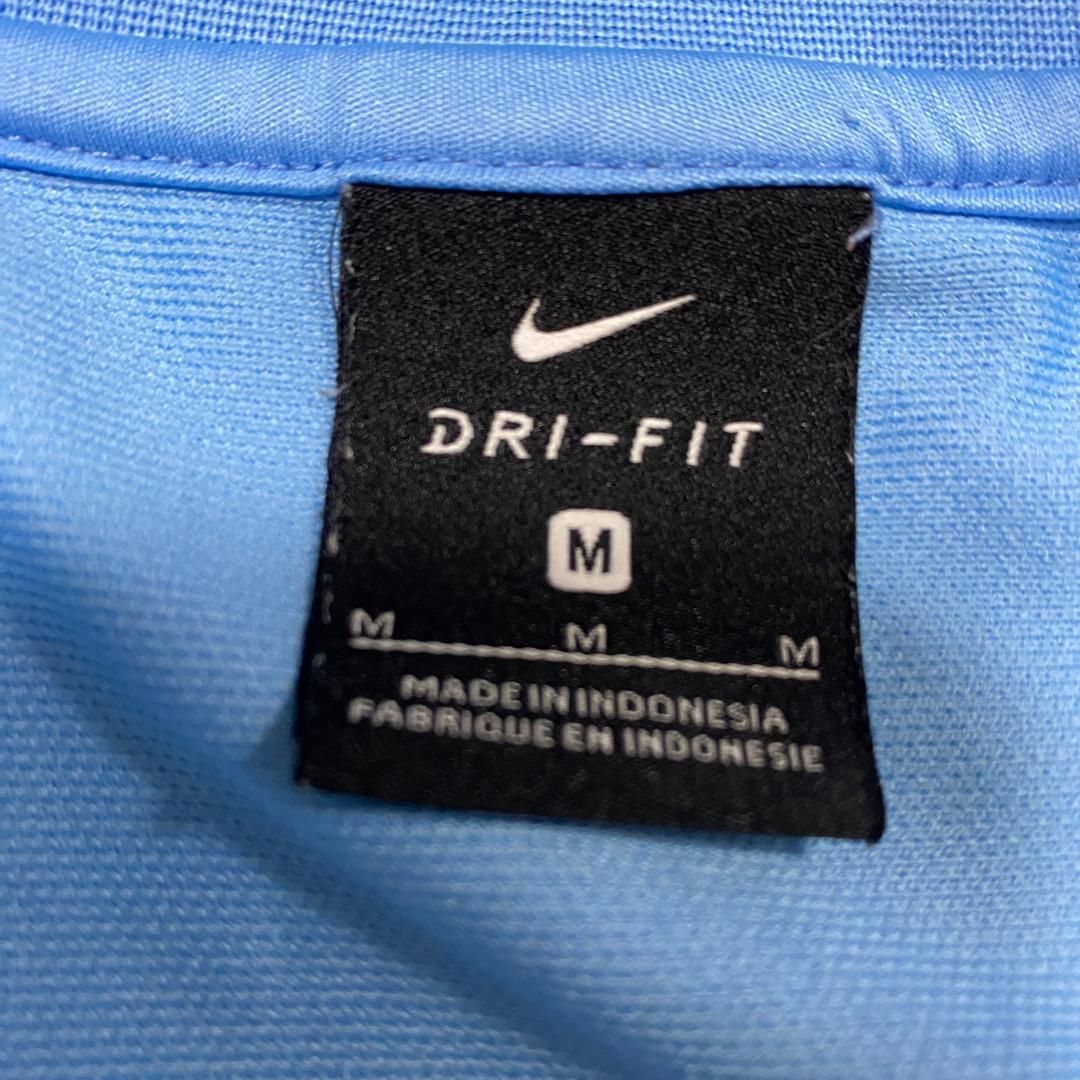 DRI-FIT
M
M M M
MADE IN INDONESIA
FABRIQUE EN INDONESIE